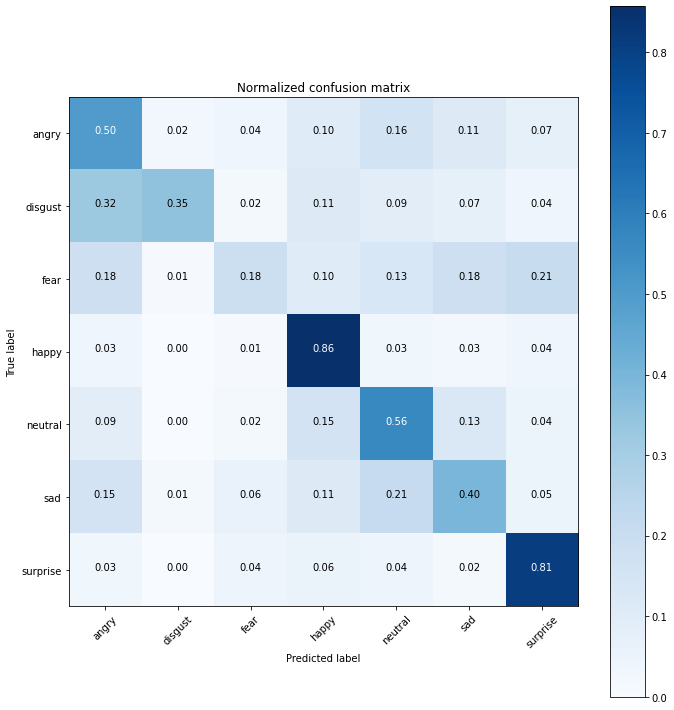 Normalized confusion matrix
0.8
0.7
0.6
0.5
0.4
0.3
0.2
0.1
0.0
True label
angry 0.50 0.02 0.04 0.10 0.16 0.11 0.07
disgust 0.32 0.35 0.02 0.11 0.09 0.07 0.04
fear 0.18 0.01 0.18 0.10 0.13 0.18 0.21
happy 0.03 0.00 0.01 0.86 0.03 0.03 0.04
neutral 0.09 0.00 0.02 0.15 0.56 0.13 0.04
sad 0.15 0.01 0.06 0.11 0.21 0.40 0.05
surprise 0.03 0.00 0.04 0.06 0.04 0.02 0.81
angry disgust fear happy neutral sad surprise
Predicted label